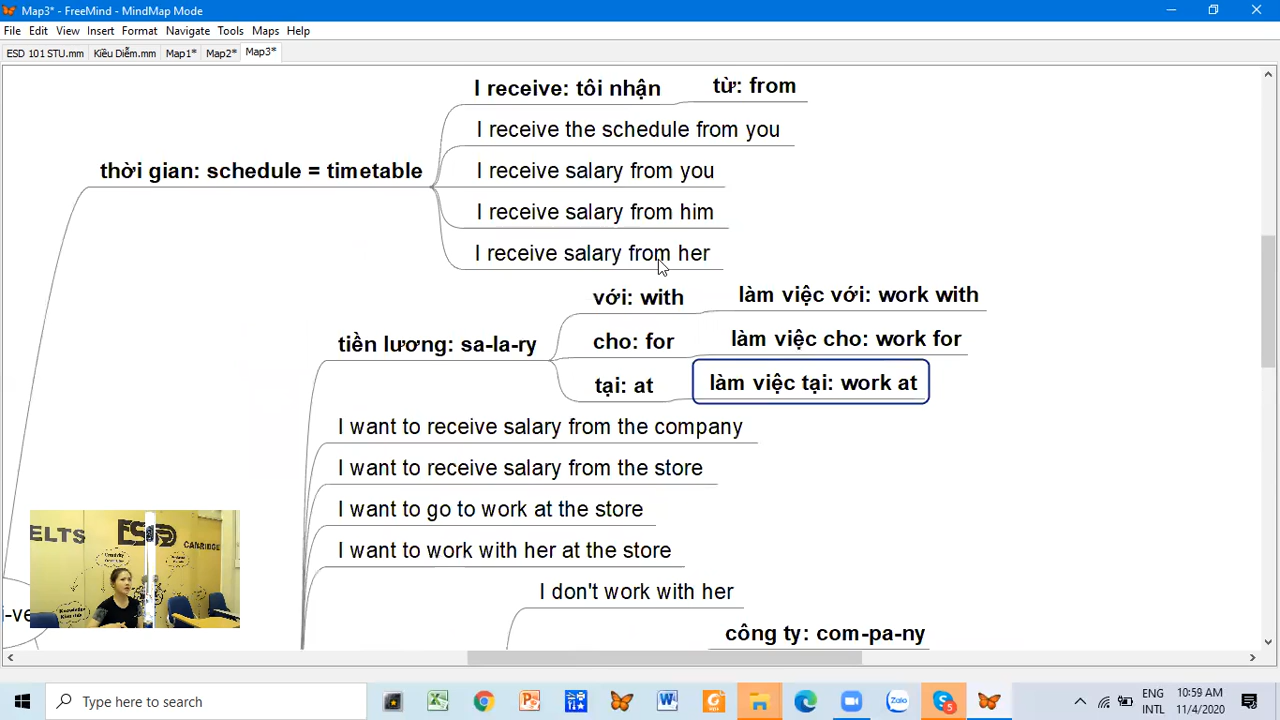 Map3* - FreeMind - MindMap Mode
File Edit View Insert Format Navigate Tools Maps Help
ESD 101 STU.mm Kiều Diễm.mm Map1* Map2* Map3*
I receive: tôi nhận từ: from
I receive the schedule from you
thời gian: schedule = timetable
I receive salary from you
I receive salary from him
I receive salary from her
với: with làm việc với: work with
tiền lương: sa-la-ry
cho: for làm việc cho: work for
tại: at làm việc tại: work at
I want to receive salary from the company
I want to receive salary from the store
I want to go to work at the store
I want to work with her at the store
I don't work with her
công ty: com-pa-ny
i-ve
ELTS ESD CAMBRIDGE
Type here to search
ENG
INTL
10:59 AM
11/4/2020